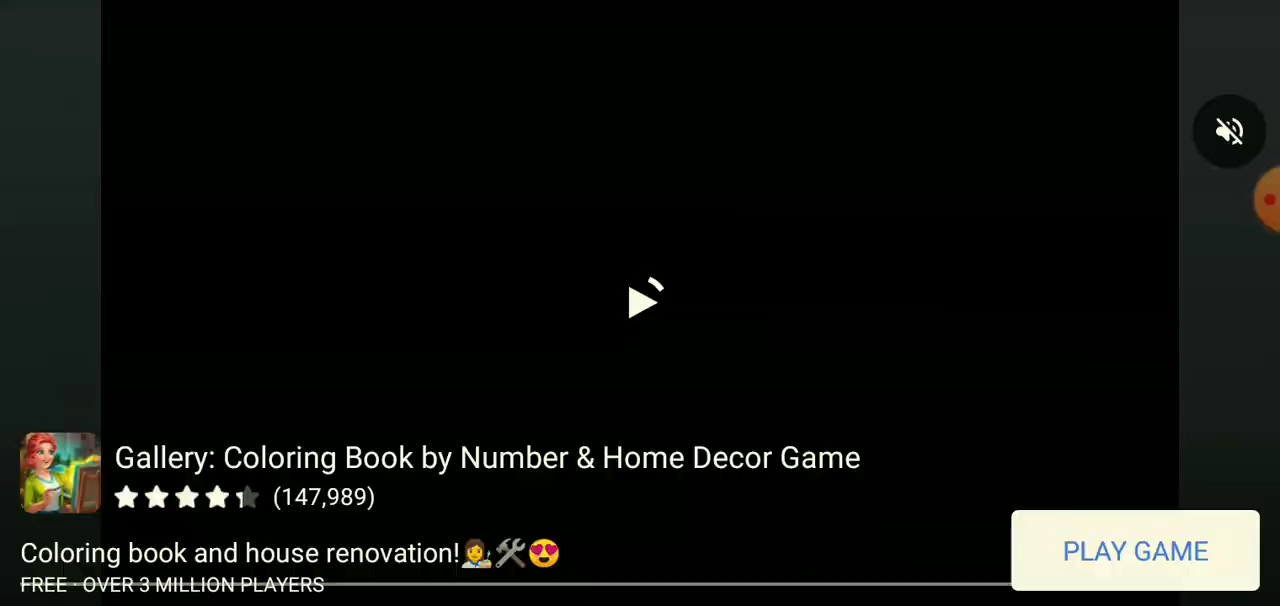 Gallery: Coloring Book by Number & Home Decor Game
(147,989)
Coloring book and house renovation!👩‍🎨🛠️😍
FREE · OVER 3 MILLION PLAYERS
PLAY GAME